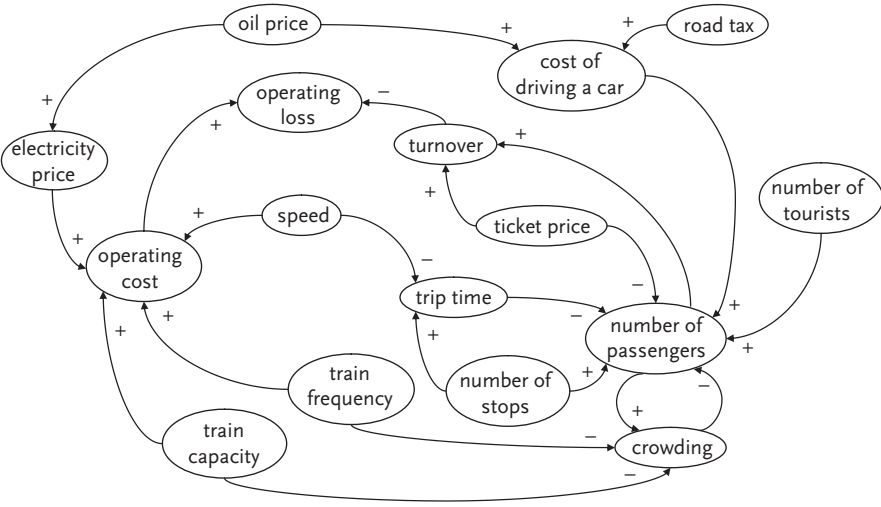 oil price
+
+
road tax
+
cost of
driving a car
operating
loss
−
+
+
turnover
+
electricity
price
+
number of
tourists
+
speed
+
ticket price
+
operating
cost
−
−
trip time
−
+
number of
passengers
+
+
+
+
number of
stops
+
−
train
frequency
+
−
crowding
train
capacity
−